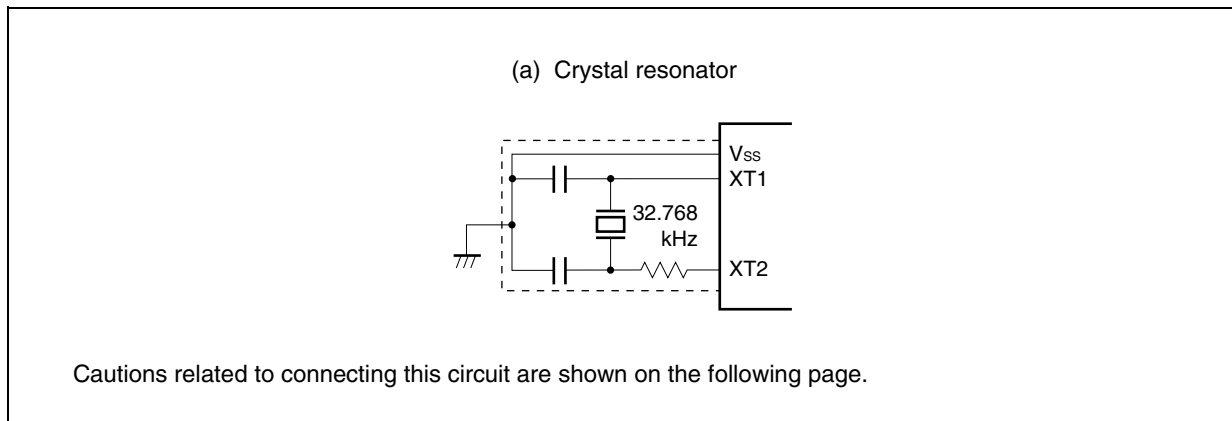 (a) Crystal resonator
VSS
XT1
32.768
kHz
XT2
Cautions related to connecting this circuit are shown on the following page.